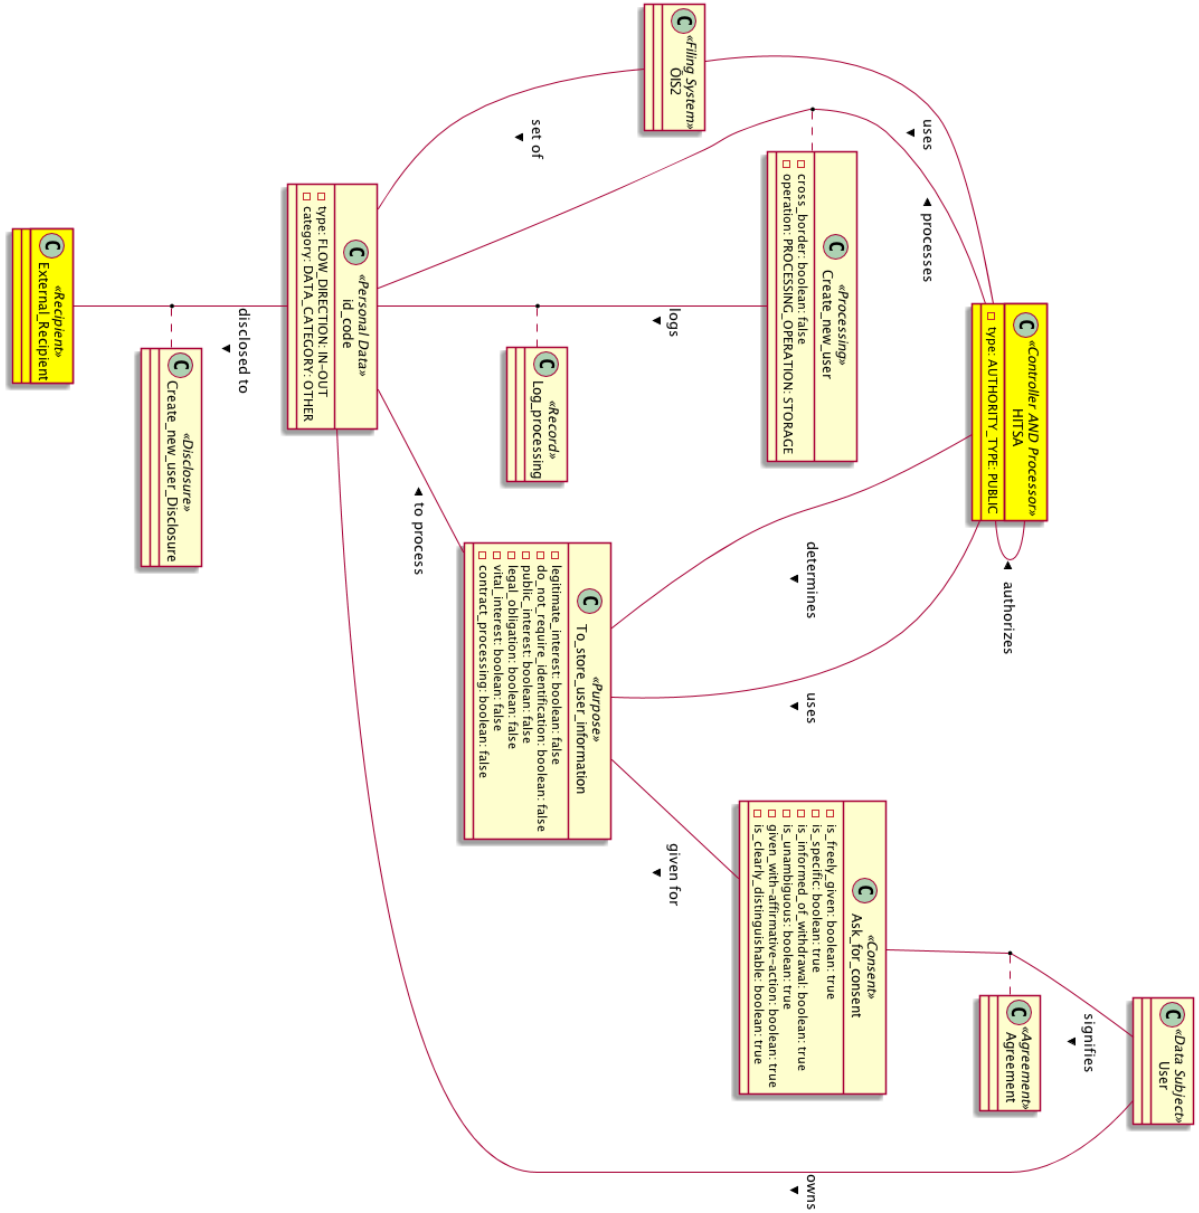 «Data Subject»
User
signifies
«Agreement»
Agreement
«Controller AND Processor»
HITSA
type: AUTHORITY_TYPE: PUBLIC
authorizes
uses
processes
«Consent»
Ask_for_consent
is_freely_given: boolean: true
is_specific: boolean: true
is_informed_of_withdrawal: boolean: true
is_unambiguous: boolean: true
given_with-affirmative-action: boolean: true
is_clearly_distinguishable: boolean: true
«Processing»
Create_new_user
cross_border: boolean: false
operation: PROCESSING_OPERATION: STORAGE
determines
uses
owns
«Filing System»
ÕIS2
logs
given for
«Purpose»
To_store_user_information
legitimate_interest: boolean: false
do_not_require_identification: boolean: false
public_interest: boolean: false
legal_obligation: boolean: false
vital_interest: boolean: false
contract_processing: boolean: false
«Record»
Log_processing
set of
to process
«Personal Data»
id_code
type: FLOW_DIRECTION: IN-OUT
category: DATA_CATEGORY: OTHER
disclosed to
«Disclosure»
Create_new_user_Disclosure
«Recipient»
External_Recipient